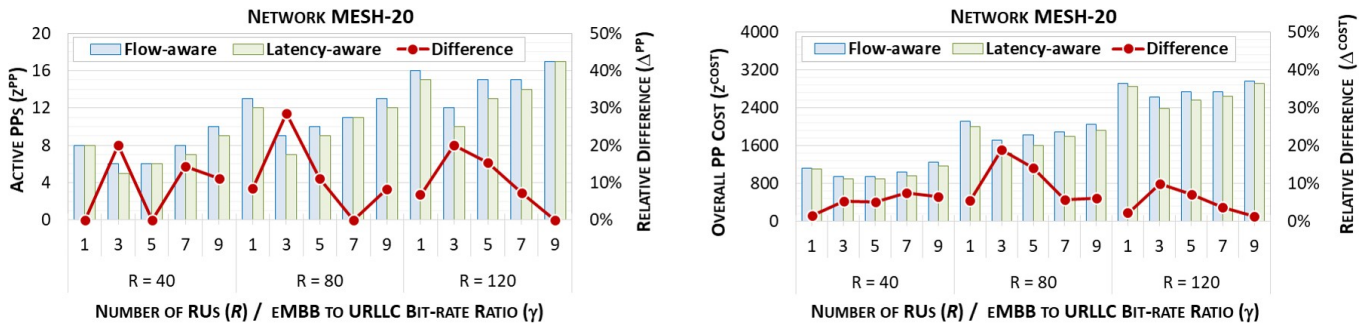 NETWORK MESH-20
Flow-aware Latency-aware Difference
ACTIVE PPS (Z^PP)
20
16
12
8
4
0
50%
40%
30%
20%
10%
0%
RELATIVE DIFFERENCE (Δ^PP)
1 3 5 7 9 1 3 5 7 9 1 3 5 7 9
R = 40 R = 80 R = 120
NUMBER OF RUS (R) / EMBB TO URLLC BIT-RATE RATIO (γ)
NETWORK MESH-20
Flow-aware Latency-aware Difference
OVERALL PP COST (Z^COST)
4000
3200
2400
1600
800
0
50%
40%
30%
20%
10%
0%
RELATIVE DIFFERENCE (Δ^COST)
1 3 5 7 9 1 3 5 7 9 1 3 5 7 9
R = 40 R = 80 R = 120
NUMBER OF RUS (R) / EMBB TO URLLC BIT-RATE RATIO (γ)